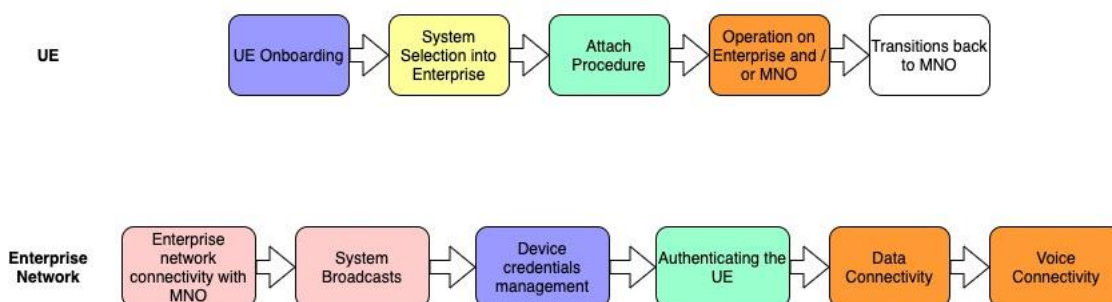 UE
UE Onboarding
System
Selection into
Enterprise
Attach
Procedure
Operation on
Enterprise and /
or MNO
Transitions back
to MNO
Enterprise
Network
Enterprise
network
connectivity with
MNO
System
Broadcasts
Device
credentials
management
Authenticating the
UE
Data
Connectivity
Voice
Connectivity